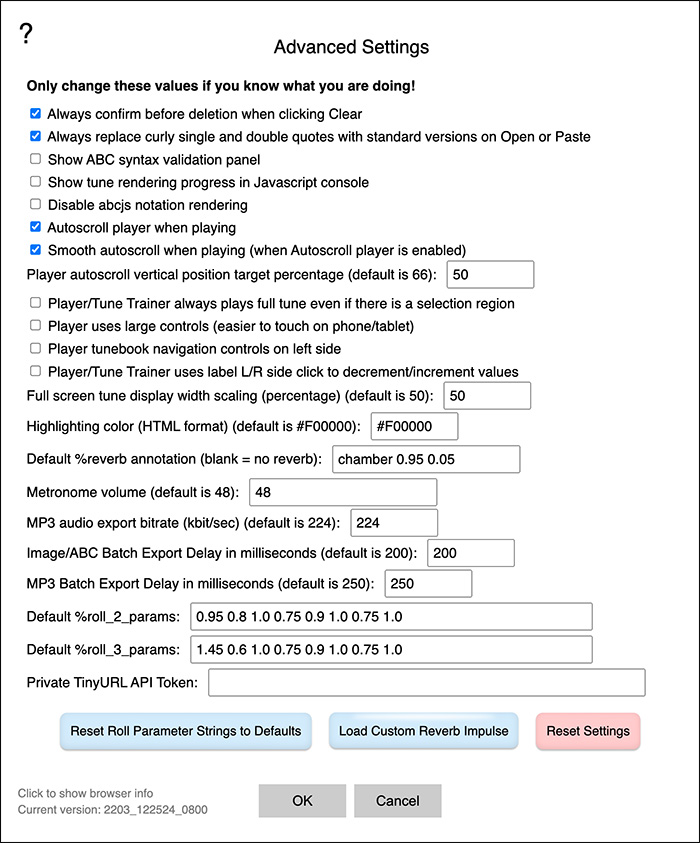 ?
Advanced Settings
Only change these values if you know what you are doing!
Always confirm before deletion when clicking Clear
Always replace curly single and double quotes with standard versions on Open or Paste
Show ABC syntax validation panel
Show tune rendering progress in Javascript console
Disable abcjs notation rendering
Autoscroll player when playing
Smooth autoscroll when playing (when Autoscroll player is enabled)
Player autoscroll vertical position target percentage (default is 66): 50
Player/Tune Trainer always plays full tune even if there is a selection region
Player uses large controls (easier to touch on phone/tablet)
Player tunebook navigation controls on left side
Player/Tune Trainer uses label L/R side click to decrement/increment values
Full screen tune display width scaling (percentage) (default is 50): 50
Highlighting color (HTML format) (default is #F00000): #F00000
Default %reverb annotation (blank = no reverb): chamber 0.95 0.05
Metronome volume (default is 48): 48
MP3 audio export bitrate (kbit/sec) (default is 224): 224
Image/ABC Batch Export Delay in milliseconds (default is 200): 200
MP3 Batch Export Delay in milliseconds (default is 250): 250
Default %roll_2_params: 0.95 0.8 1.0 0.75 0.9 1.0 0.75 1.0
Default %roll_3_params: 1.45 0.6 1.0 0.75 0.9 1.0 0.75 1.0
Private TinyURL API Token:
Reset Roll Parameter Strings to Defaults Load Custom Reverb Impulse Reset Settings
Click to show browser info
Current version: 2203_122524_0800
OK Cancel